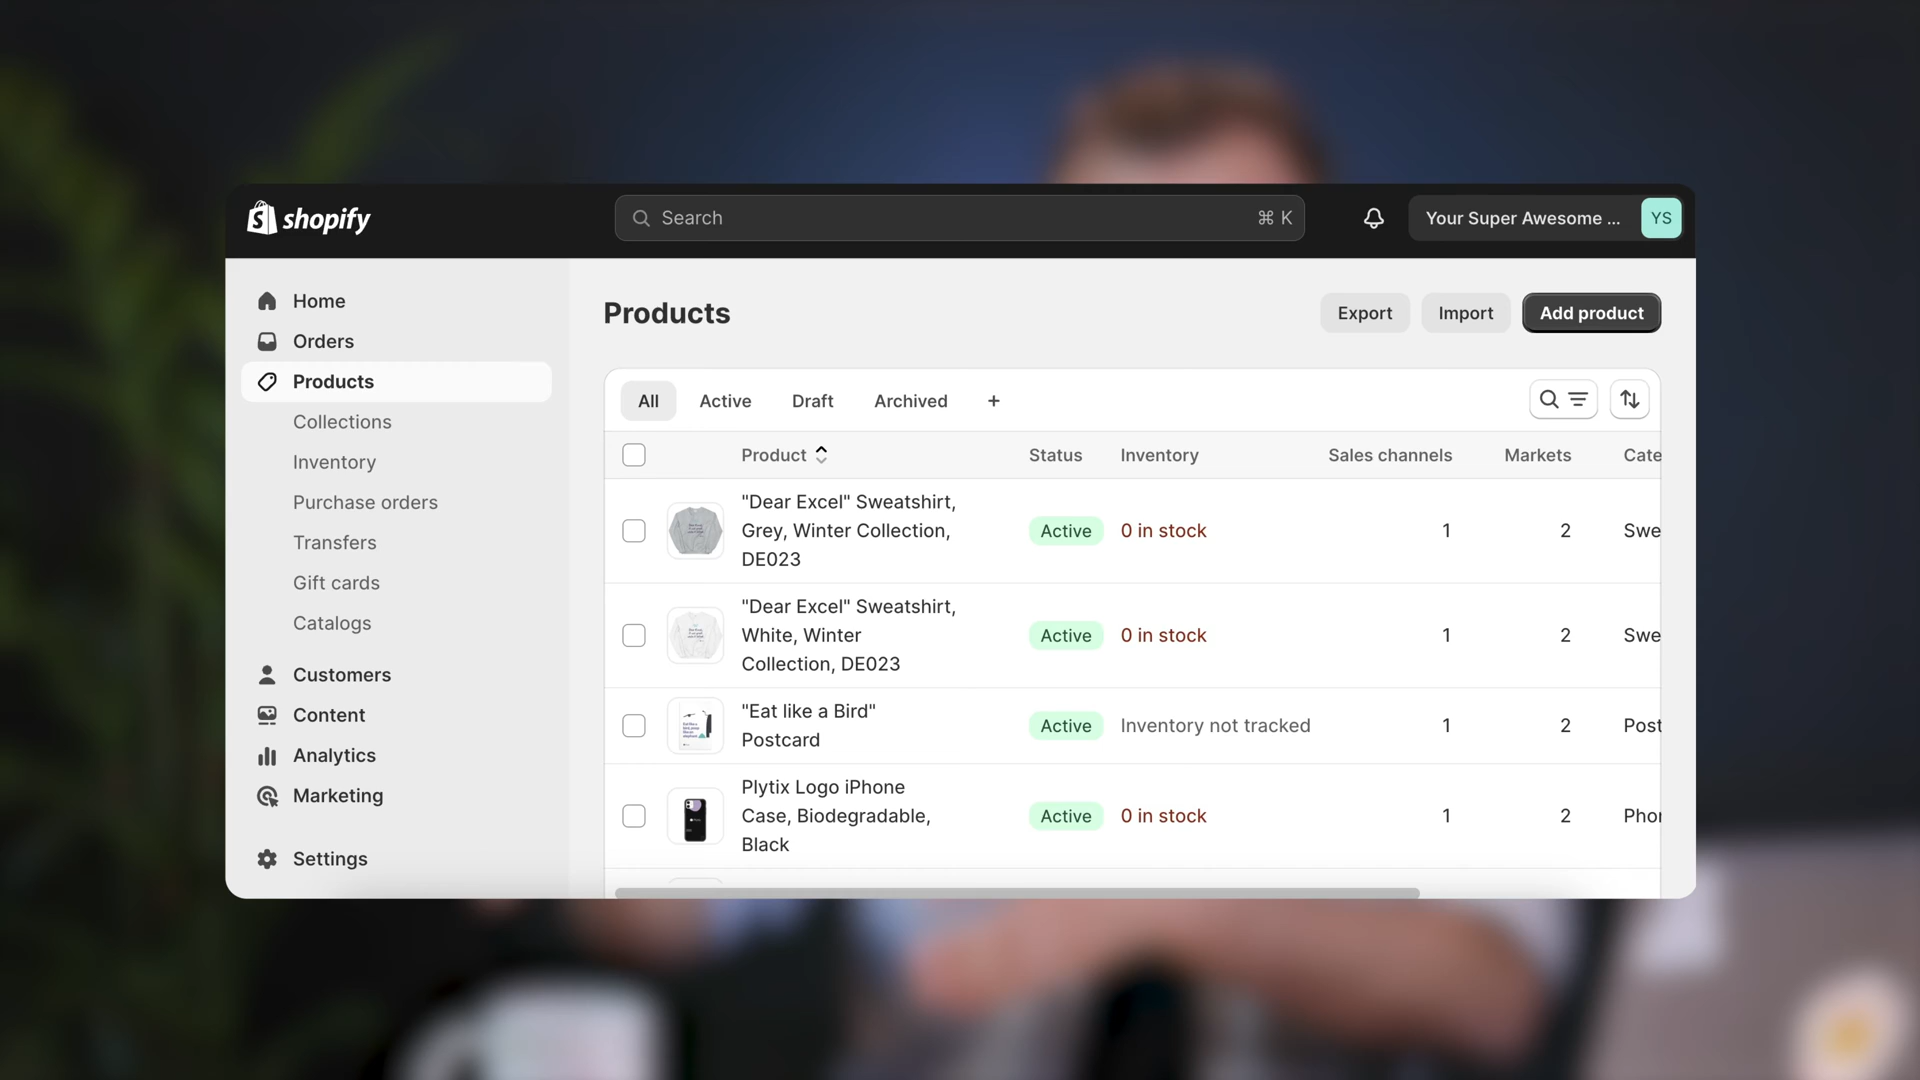 shopify
Search
⌘ K
Your Super Awesome ...
YS
Home
Orders
Products
Collections
Inventory
Purchase orders
Transfers
Gift cards
Catalogs
Customers
Content
Analytics
Marketing
Settings
Products
Export
Import
Add product
All
Active
Draft
Archived
+
Product
Status
Inventory
Sales channels
Markets
Cate
"Dear Excel" Sweatshirt,
Grey, Winter Collection,
DE023
Active
0 in stock
1
2
Swe
"Dear Excel" Sweatshirt,
White, Winter
Collection, DE023
Active
0 in stock
1
2
Swe
"Eat like a Bird"
Postcard
Active
Inventory not tracked
1
2
Post
Plytix Logo iPhone
Case, Biodegradable,
Black
Active
0 in stock
1
2
Phon